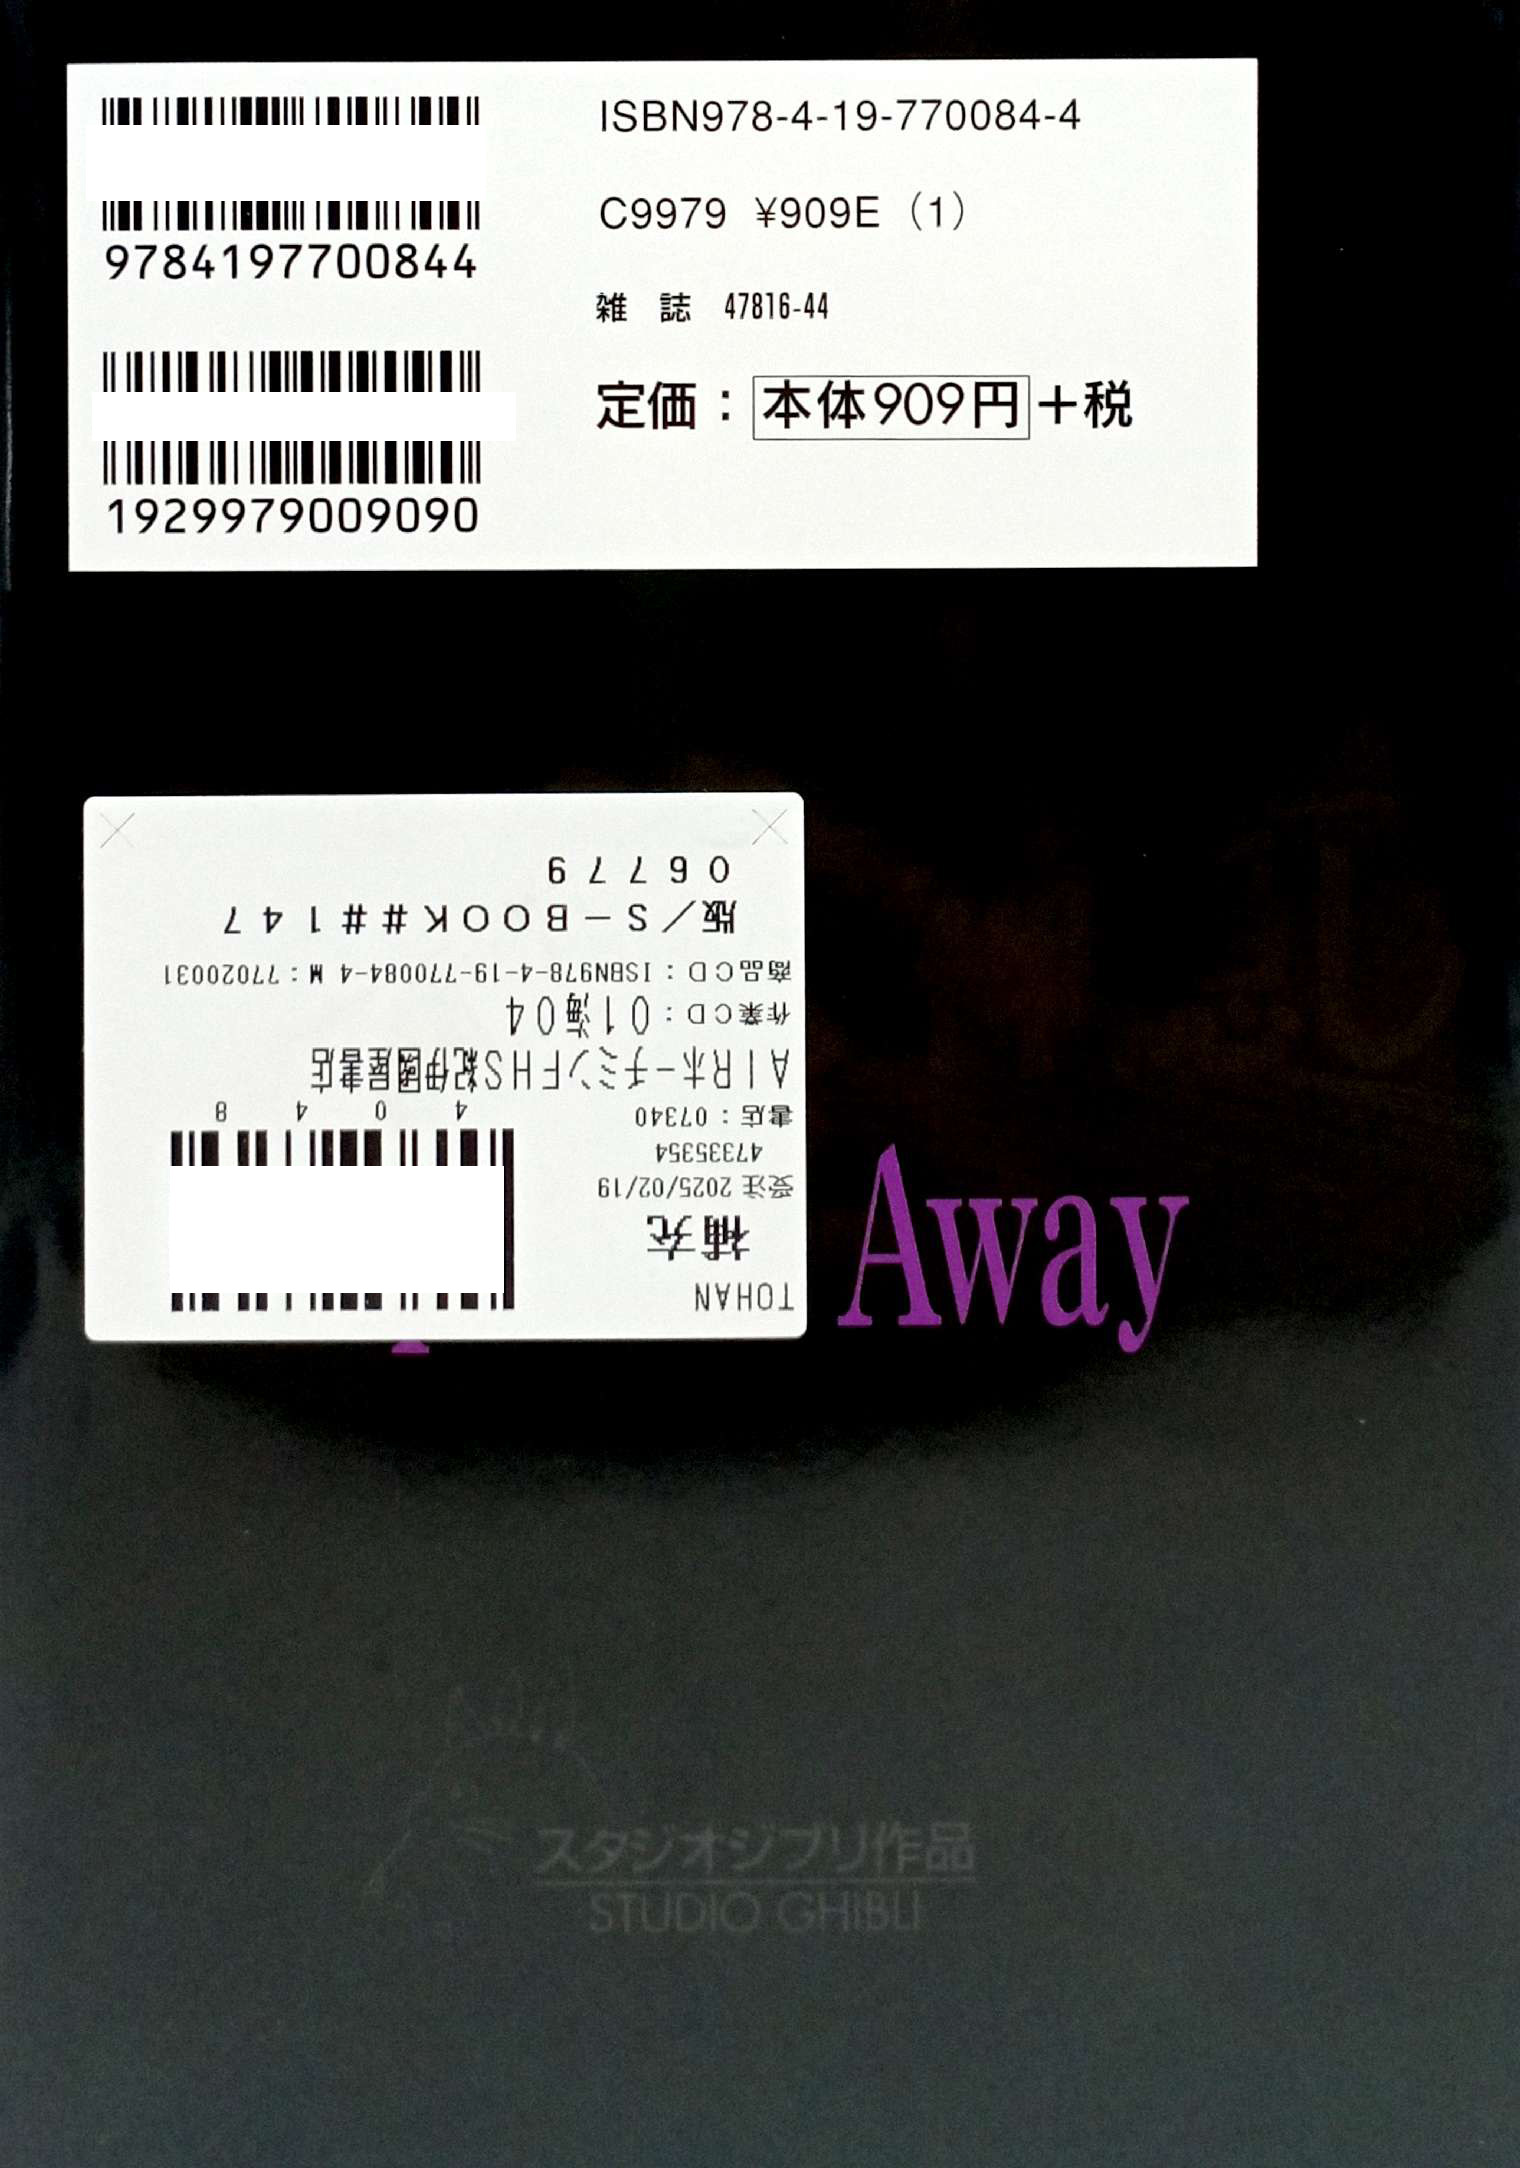 ISBN978-4-19-770084-4
C9979 ¥909E (1)
雑誌 47816-44
定価：本体909円+税
9784197700844
1929979009090
TOHAN
補充
受注 2025/02/19
47335354
書店：07340
4 0 4 8
AIRホーチミンFHS紀伊國屋書店
作業CD：01海04
商品CD：ISBN978-4-19-770084-4 M：77020031
版／S－BOOK##147
06779
Away
スタジオジブリ作品
STUDIO GHIBLI